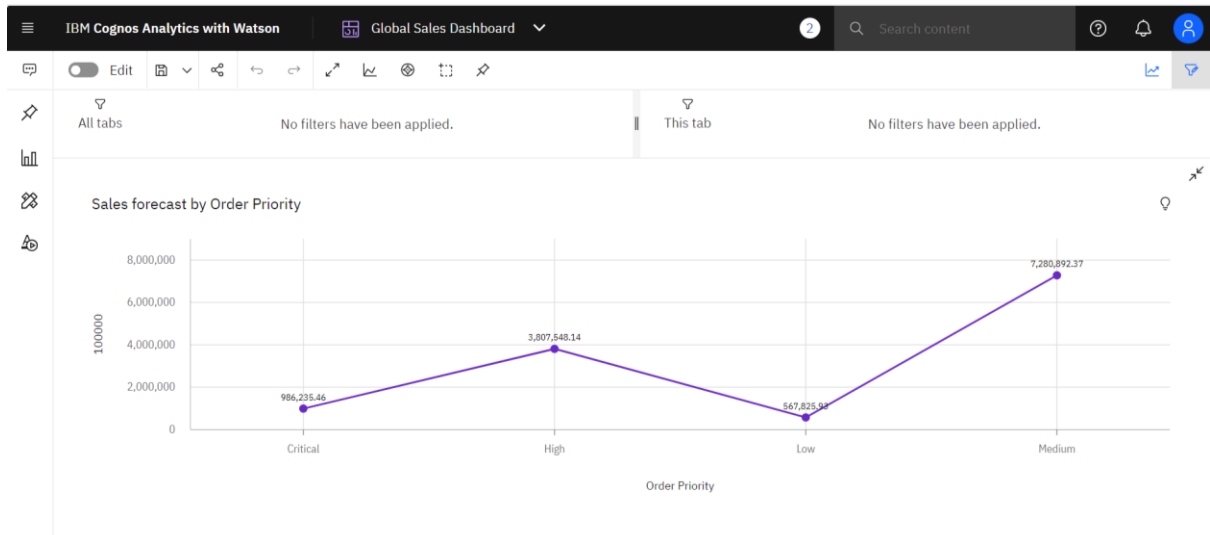 IBM Cognos Analytics with Watson
Global Sales Dashboard
2
Search content
Edit
All tabs
No filters have been applied.
This tab
No filters have been applied.
Sales forecast by Order Priority
8,000,000
6,000,000
4,000,000
2,000,000
0
100000
986,235.46
3,807,548.14
567,825.93
7,280,892.37
Critical
High
Low
Medium
Order Priority